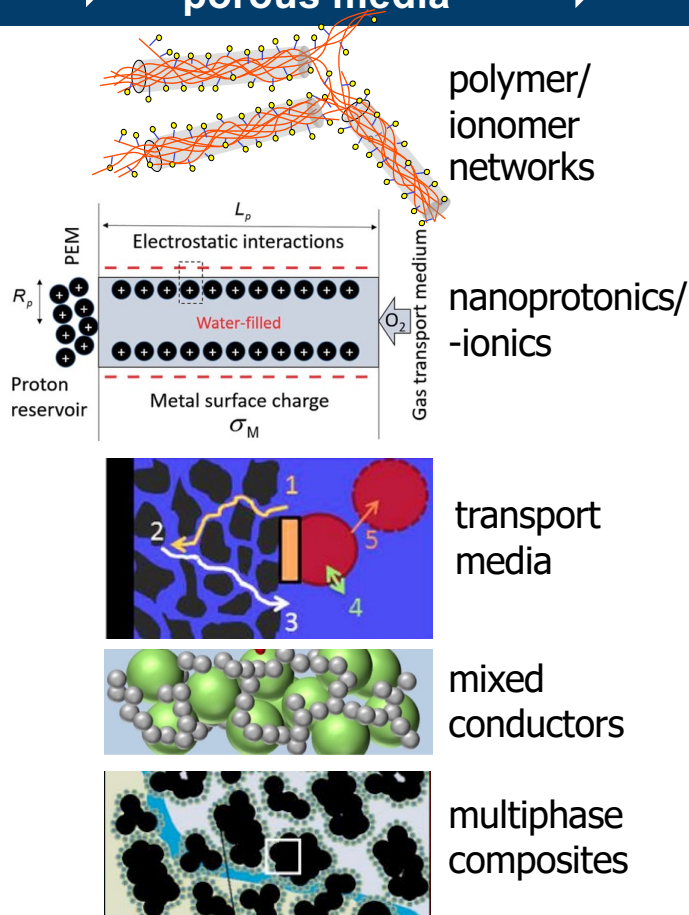 porous media
polymer/
ionomer
networks
L_p
PEM
Electrostatic interactions
R_p
Water-filled
O₂
Gas transport medium
Proton
reservoir
Metal surface charge
σ_M
nanoprotonics/
-ionics
1
2
3
4
5
transport
media
mixed
conductors
multiphase
composites